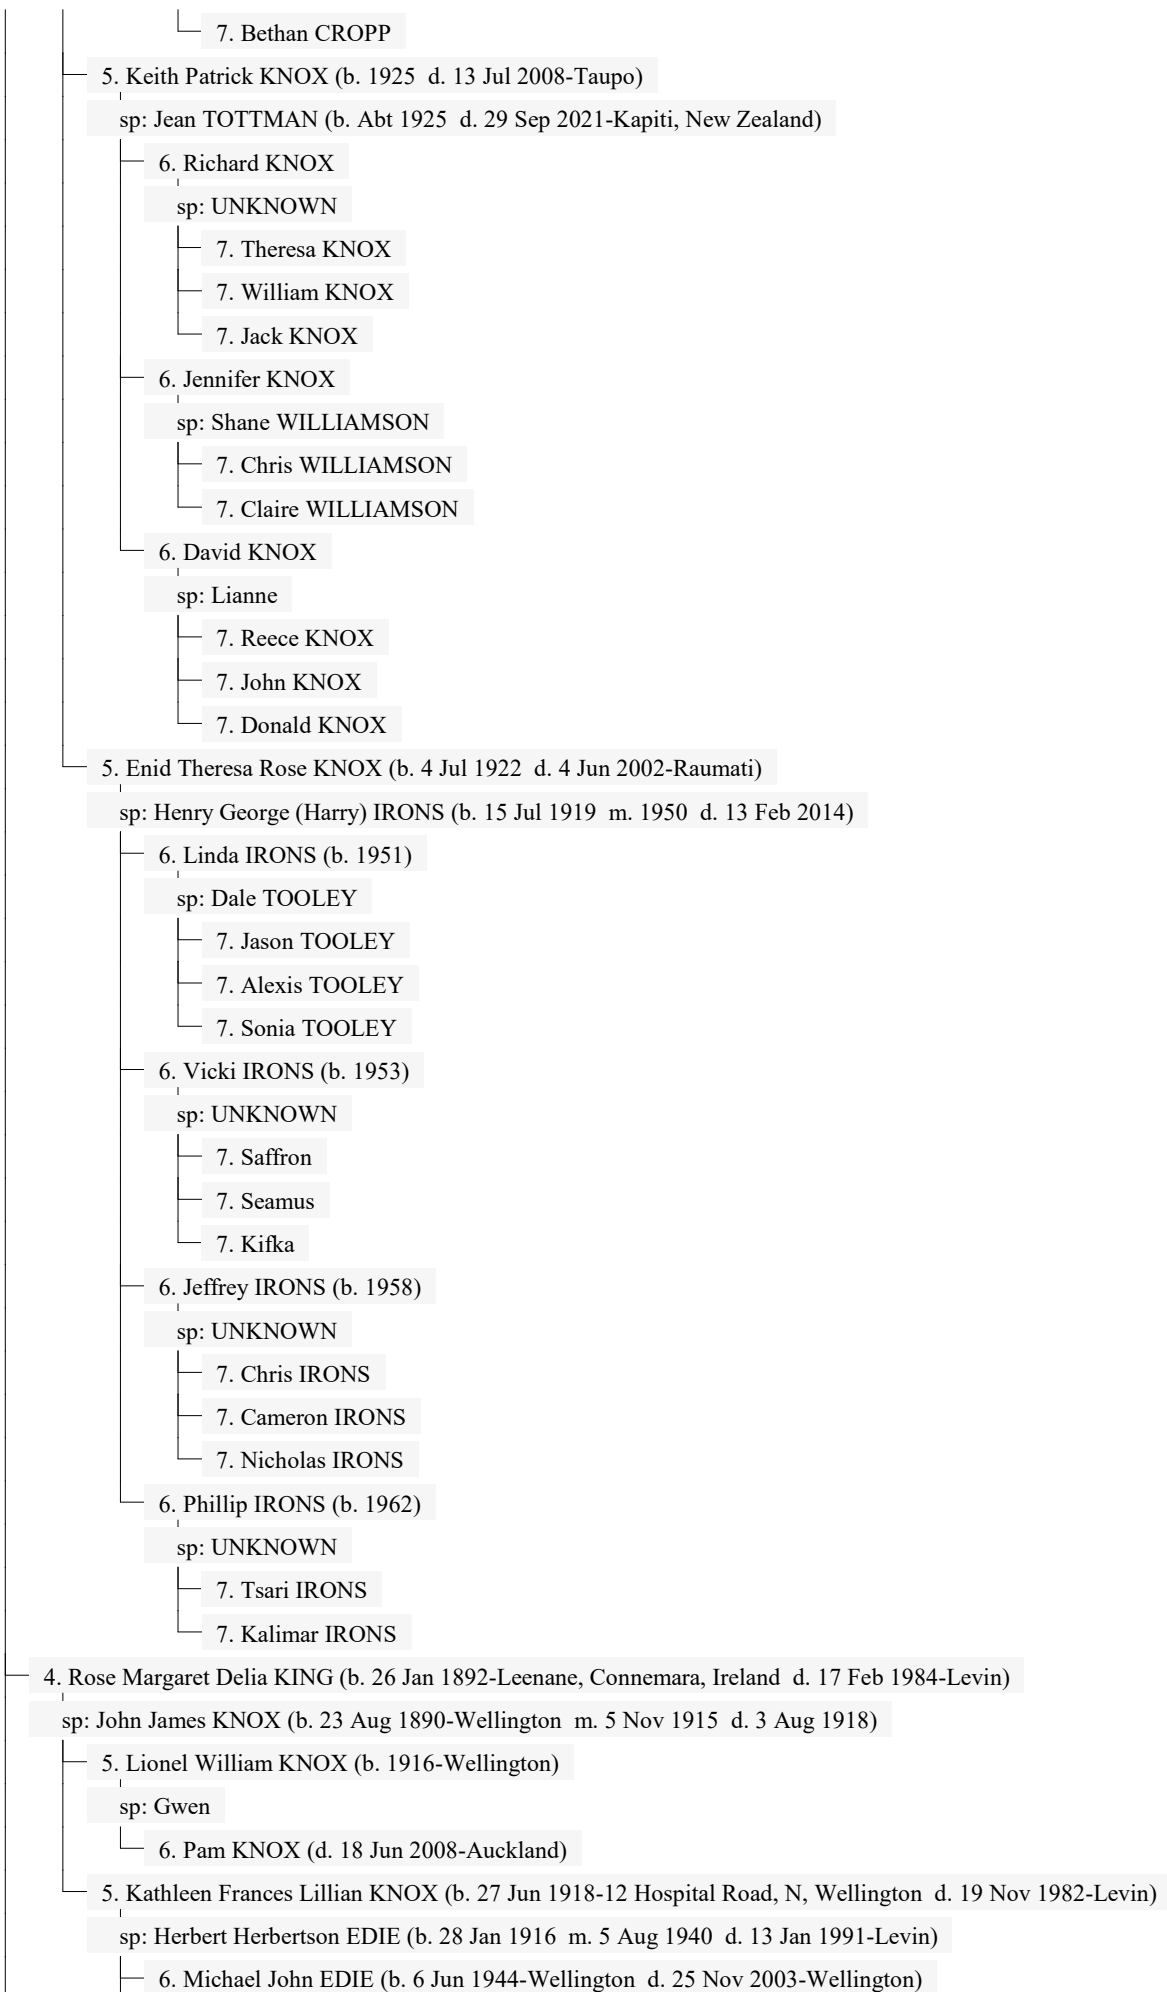 7. Bethan CROPP
5. Keith Patrick KNOX (b. 1925 d. 13 Jul 2008-Taupo)
sp: Jean TOTTMAN (b. Abt 1925 d. 29 Sep 2021-Kapiti, New Zealand)
6. Richard KNOX
sp: UNKNOWN
7. Theresa KNOX
7. William KNOX
7. Jack KNOX
6. Jennifer KNOX
sp: Shane WILLIAMSON
7. Chris WILLIAMSON
7. Claire WILLIAMSON
6. David KNOX
sp: Lianne
7. Reece KNOX
7. John KNOX
7. Donald KNOX
5. Enid Theresa Rose KNOX (b. 4 Jul 1922 d. 4 Jun 2002-Raumati)
sp: Henry George (Harry) IRONS (b. 15 Jul 1919 m. 1950 d. 13 Feb 2014)
6. Linda IRONS (b. 1951)
sp: Dale TOOLEY
7. Jason TOOLEY
7. Alexis TOOLEY
7. Sonia TOOLEY
6. Vicki IRONS (b. 1953)
sp: UNKNOWN
7. Saffron
7. Seamus
7. Kifka
6. Jeffrey IRONS (b. 1958)
sp: UNKNOWN
7. Chris IRONS
7. Cameron IRONS
7. Nicholas IRONS
6. Phillip IRONS (b. 1962)
sp: UNKNOWN
7. Tsari IRONS
7. Kalimar IRONS
4. Rose Margaret Delia KING (b. 26 Jan 1892-Leenane, Connemara, Ireland d. 17 Feb 1984-Levin)
sp: John James KNOX (b. 23 Aug 1890-Wellington m. 5 Nov 1915 d. 3 Aug 1918)
5. Lionel William KNOX (b. 1916-Wellington)
sp: Gwen
6. Pam KNOX (d. 18 Jun 2008-Auckland)
5. Kathleen Frances Lillian KNOX (b. 27 Jun 1918-12 Hospital Road, N, Wellington d. 19 Nov 1982-Levin)
sp: Herbert Herbertson EDIE (b. 28 Jan 1916 m. 5 Aug 1940 d. 13 Jan 1991-Levin)
6. Michael John EDIE (b. 6 Jun 1944-Wellington d. 25 Nov 2003-Wellington)